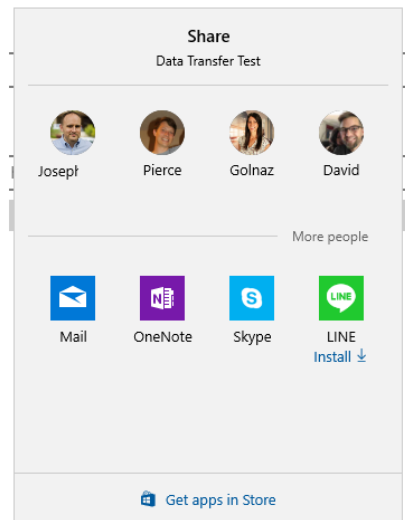 Share
Data Transfer Test
Joseph Pierce Golnaz David
More people
Mail OneNote Skype LINE
Install
Get apps in Store